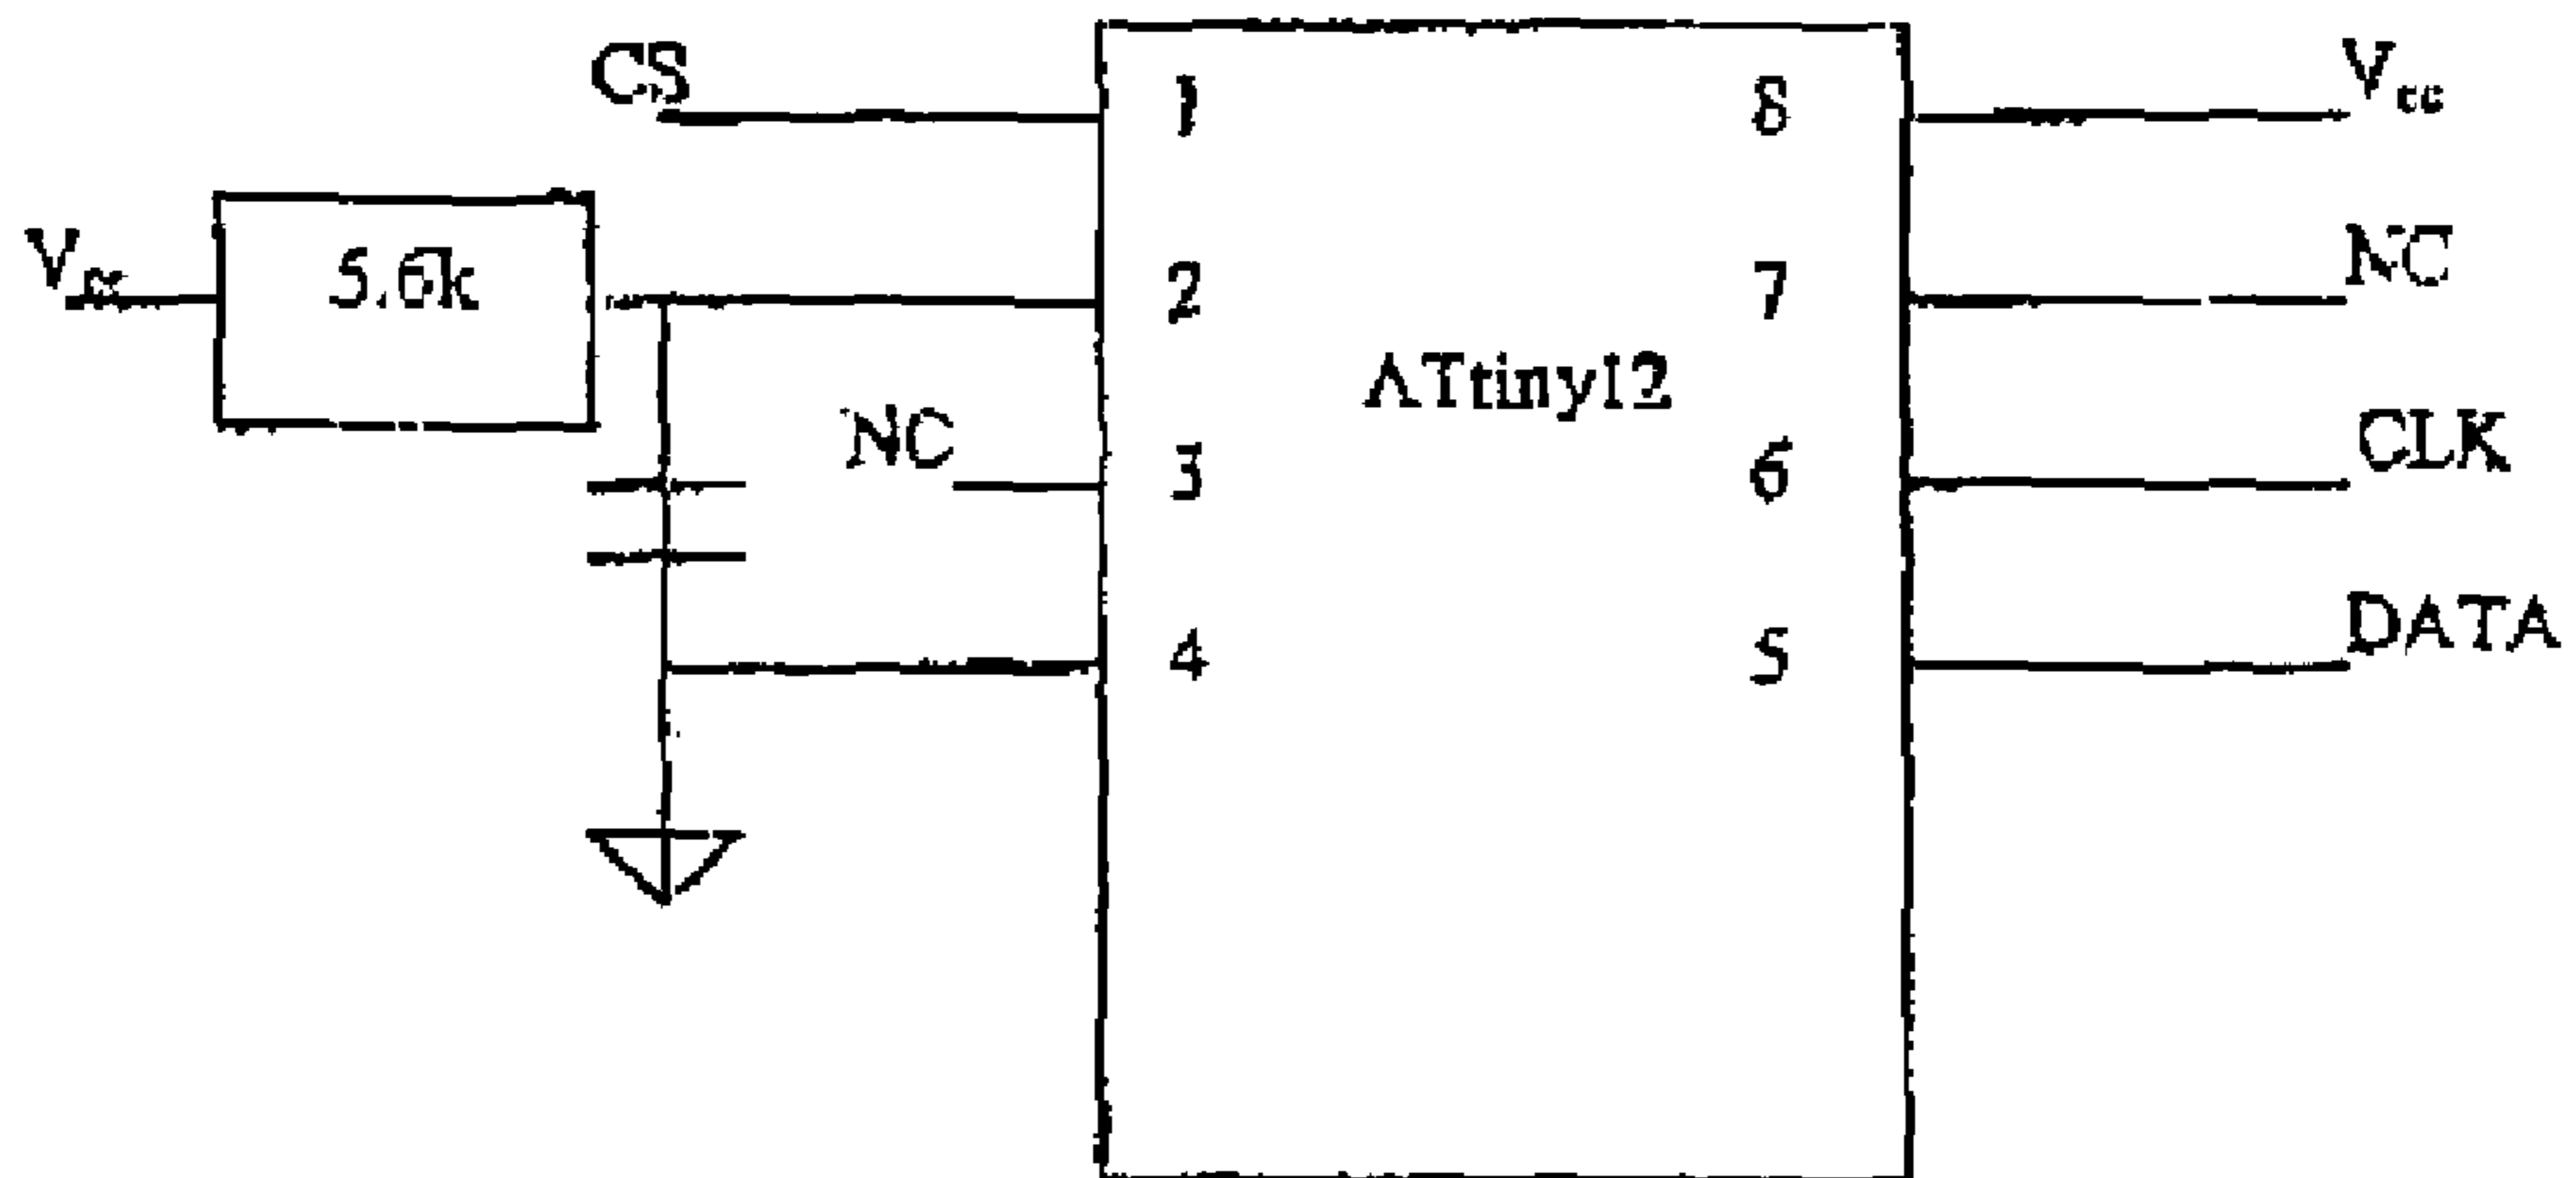 CS 1 8 Vcc
Vcc 5.6k 2 7 NC
ATtiny12
NC 3 6 CLK
4 5 DATA